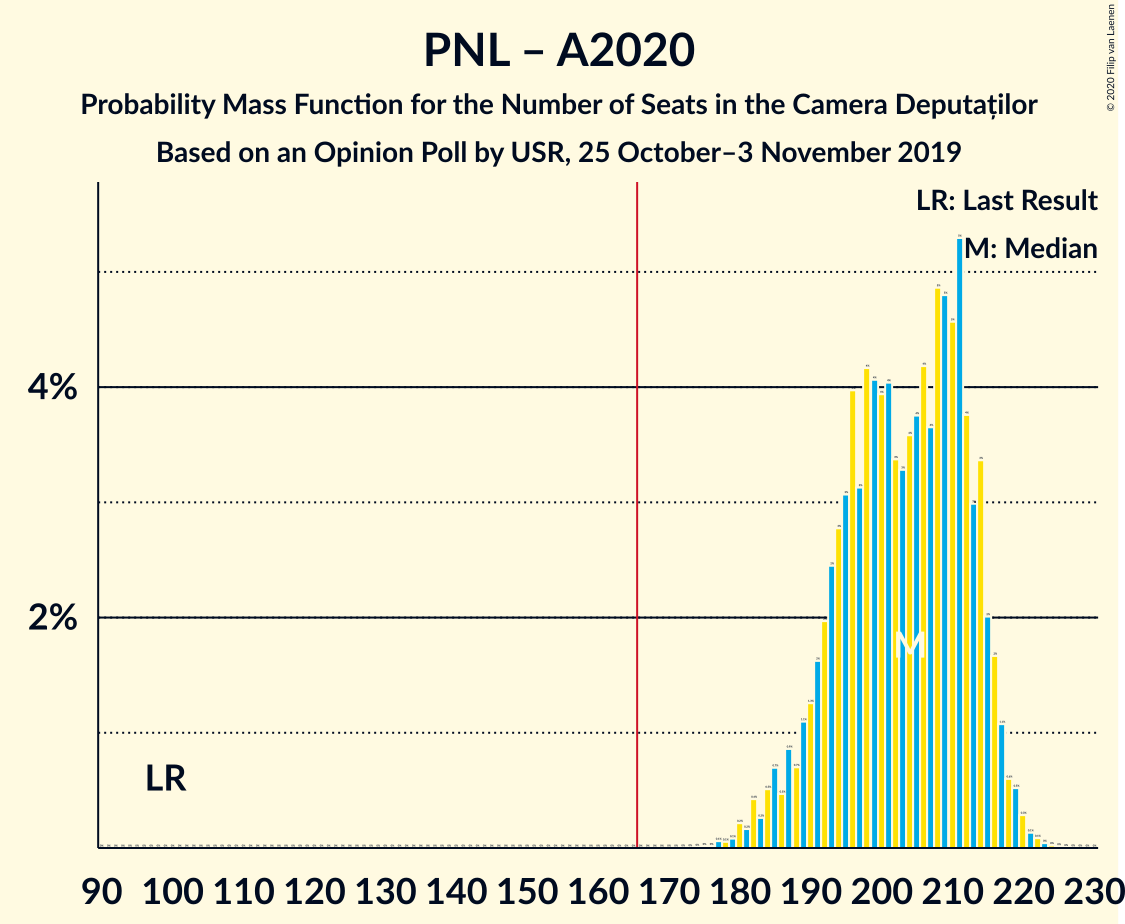 PNL – A2020
Probability Mass Function for the Number of Seats in the Camera Deputaților
Based on an Opinion Poll by USR, 25 October–3 November 2019
© 2020 Filip van Laenen
LR: Last Result
M: Median
4%
2%
LR
M
90 100 110 120 130 140 150 160 170 180 190 200 210 220 230